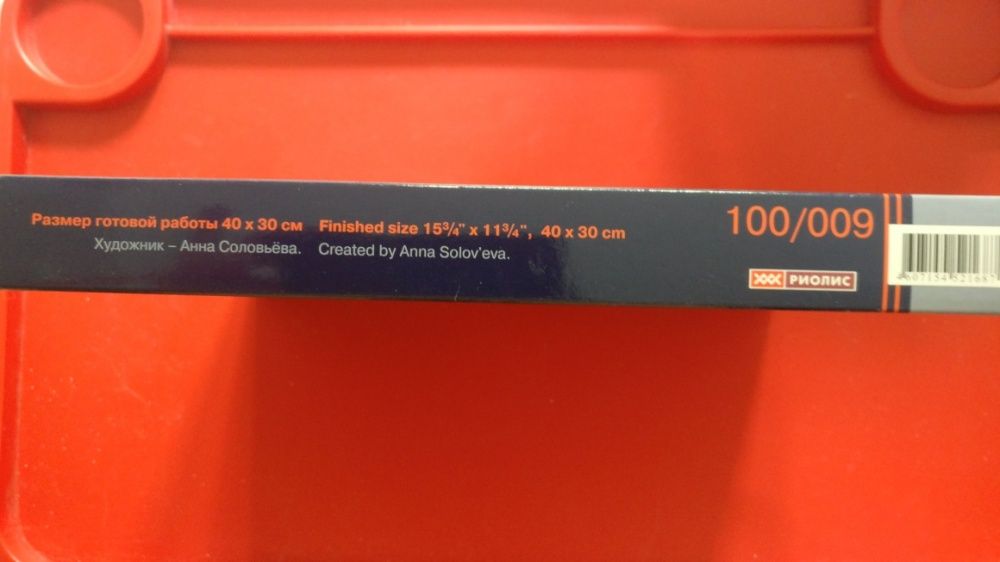 Размер готовой работы 40 х 30 см Finished size 15¾" x 11¾", 40 x 30 cm
Художник – Анна Соловьёва. Created by Anna Solov'eva.
100/009
РИОЛИС